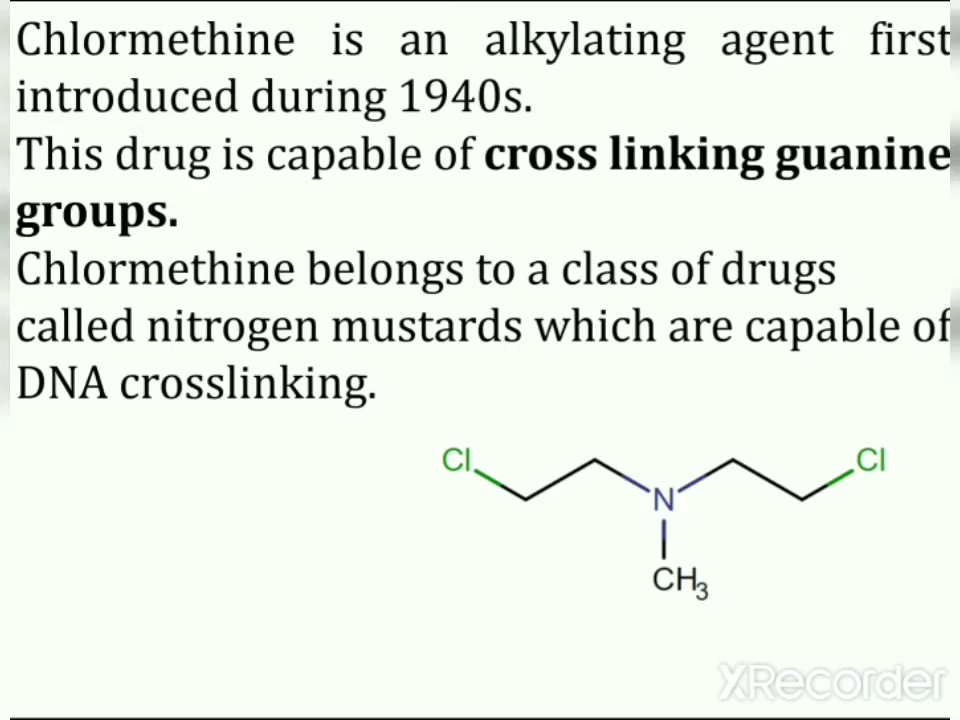 Chlormethine is an alkylating agent first
introduced during 1940s.
This drug is capable of cross linking guanine
groups.
Chlormethine belongs to a class of drugs
called nitrogen mustards which are capable of
DNA crosslinking.
Cl
Cl
N
CH3
XRecorder